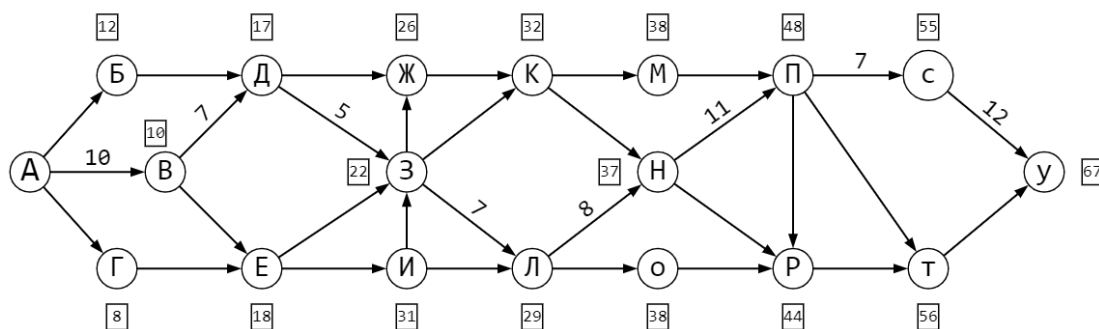 12 17 26 32 38 48 55
Б Д Ж К М П 7 с
7 5 11 12
10
А 10 В 22 З 37 Н у 67
7 8
Г Е И Л о Р т
8 18 31 29 38 44 56